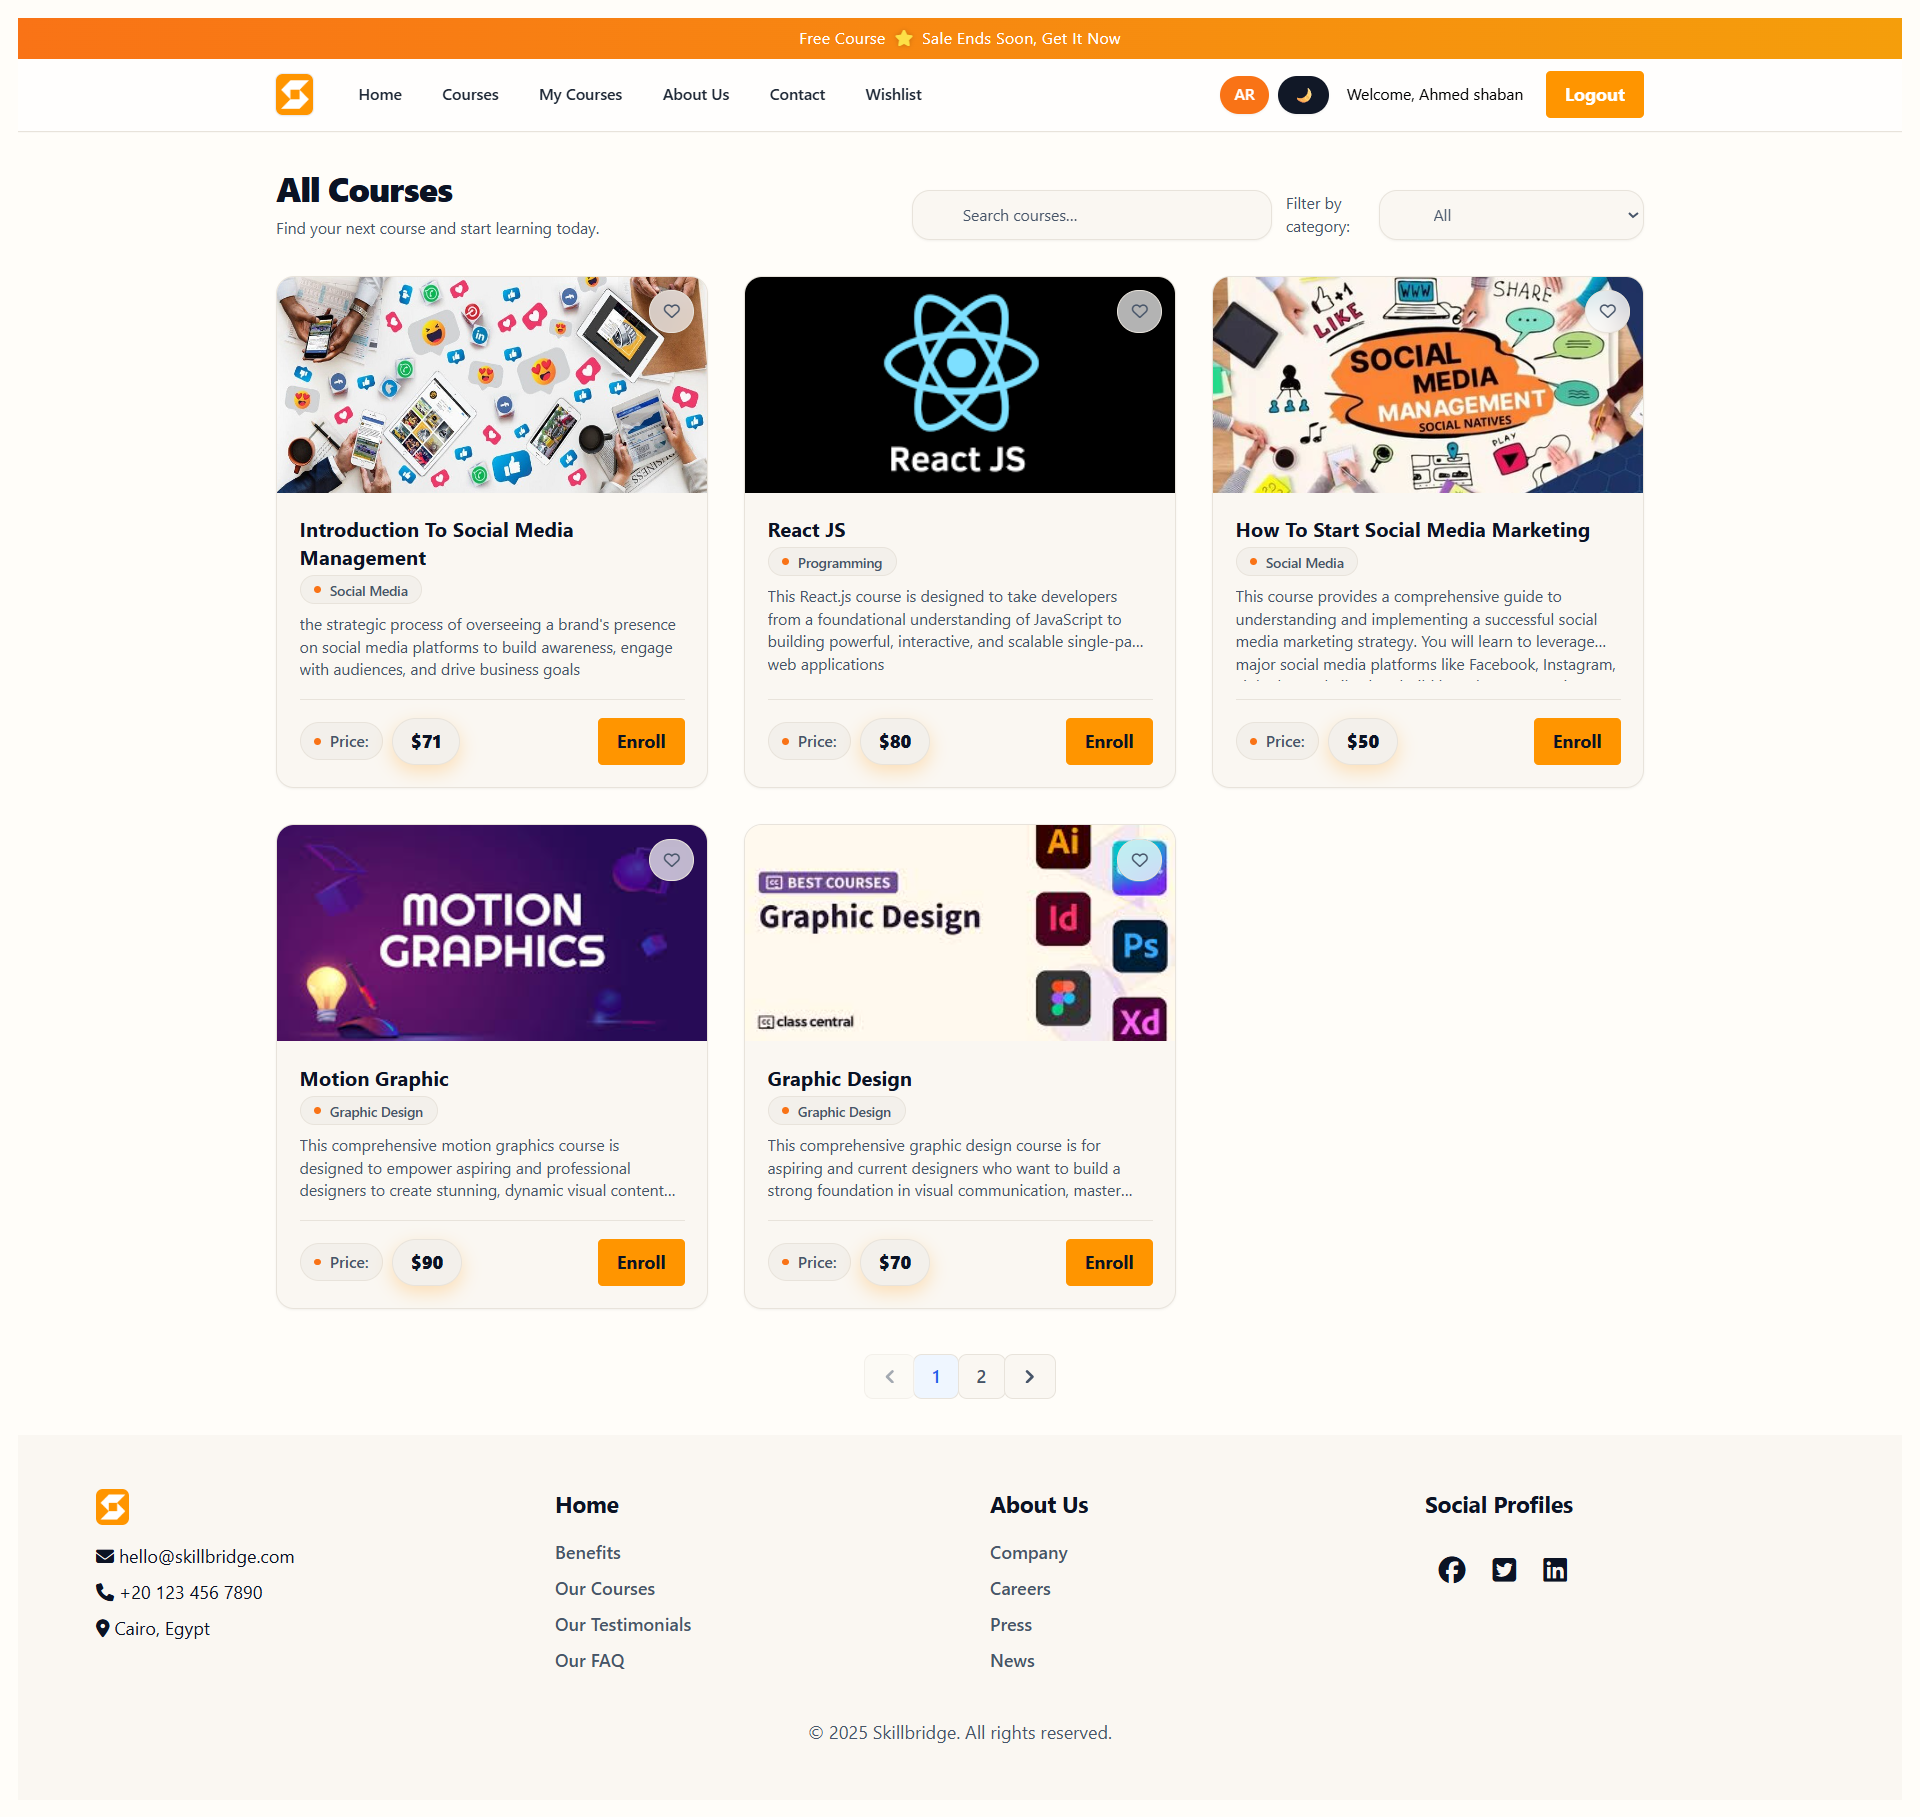 Free Course ⭐ Sale Ends Soon, Get It Now
Home
Courses
My Courses
About Us
Contact
Wishlist
AR
Welcome, Ahmed shaban
Logout
All Courses
Find your next course and start learning today.
Search courses...
Filter by
category:
All
React JS
LIKE
+1
WWW
SHARE
SOCIAL
MEDIA
MANAGEMENT
SOCIAL NATIVES
PLAY
Introduction To Social Media
Management
Social Media
the strategic process of overseeing a brand's presence
on social media platforms to build awareness, engage
with audiences, and drive business goals
Price:
$71
Enroll
React JS
Programming
This React.js course is designed to take developers
from a foundational understanding of JavaScript to
building powerful, interactive, and scalable single-pa...
web applications
Price:
$80
Enroll
How To Start Social Media Marketing
Social Media
This course provides a comprehensive guide to
understanding and implementing a successful social
media marketing strategy. You will learn to leverage...
major social media platforms like Facebook, Instagram,
Price:
$50
Enroll
MOTION
GRAPHICS
Motion Graphic
Graphic Design
This comprehensive motion graphics course is
designed to empower aspiring and professional
designers to create stunning, dynamic visual content...
Price:
$90
Enroll
BEST COURSES
Graphic Design
class central
Ai
Id
Ps
Xd
Graphic Design
Graphic Design
This comprehensive graphic design course is for
aspiring and current designers who want to build a
strong foundation in visual communication, master...
Price:
$70
Enroll
1
2
hello@skillbridge.com
+20 123 456 7890
Cairo, Egypt
Home
Benefits
Our Courses
Our Testimonials
Our FAQ
About Us
Company
Careers
Press
News
Social Profiles
© 2025 Skillbridge. All rights reserved.